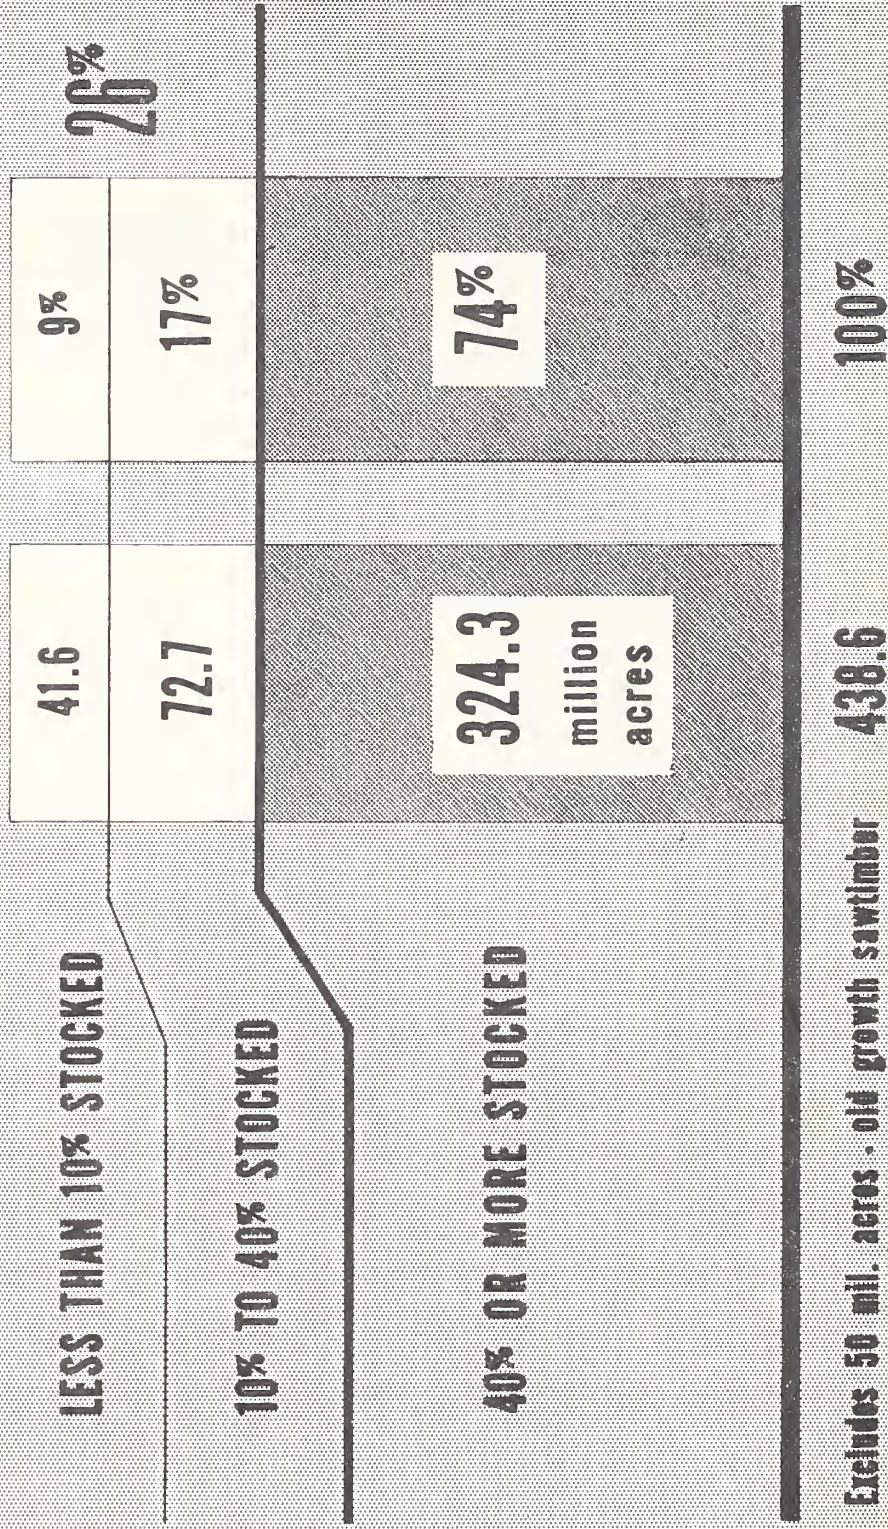 LESS THAN 10% STOCKED
41.6
9%
26%
10% TO 40% STOCKED
72.7
17%
40% OR MORE STOCKED
324.3
million
acres
74%
Excludes 50 mill. acres - old growth sawtimber
438.6
100%